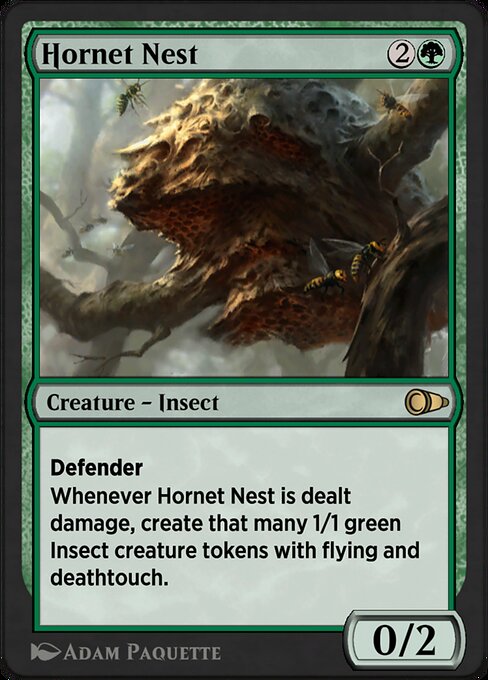 Hornet Nest 2
Creature – Insect
Defender
Whenever Hornet Nest is dealt
damage, create that many 1/1 green
Insect creature tokens with flying and
deathtouch.
0/2
Adam Paquette